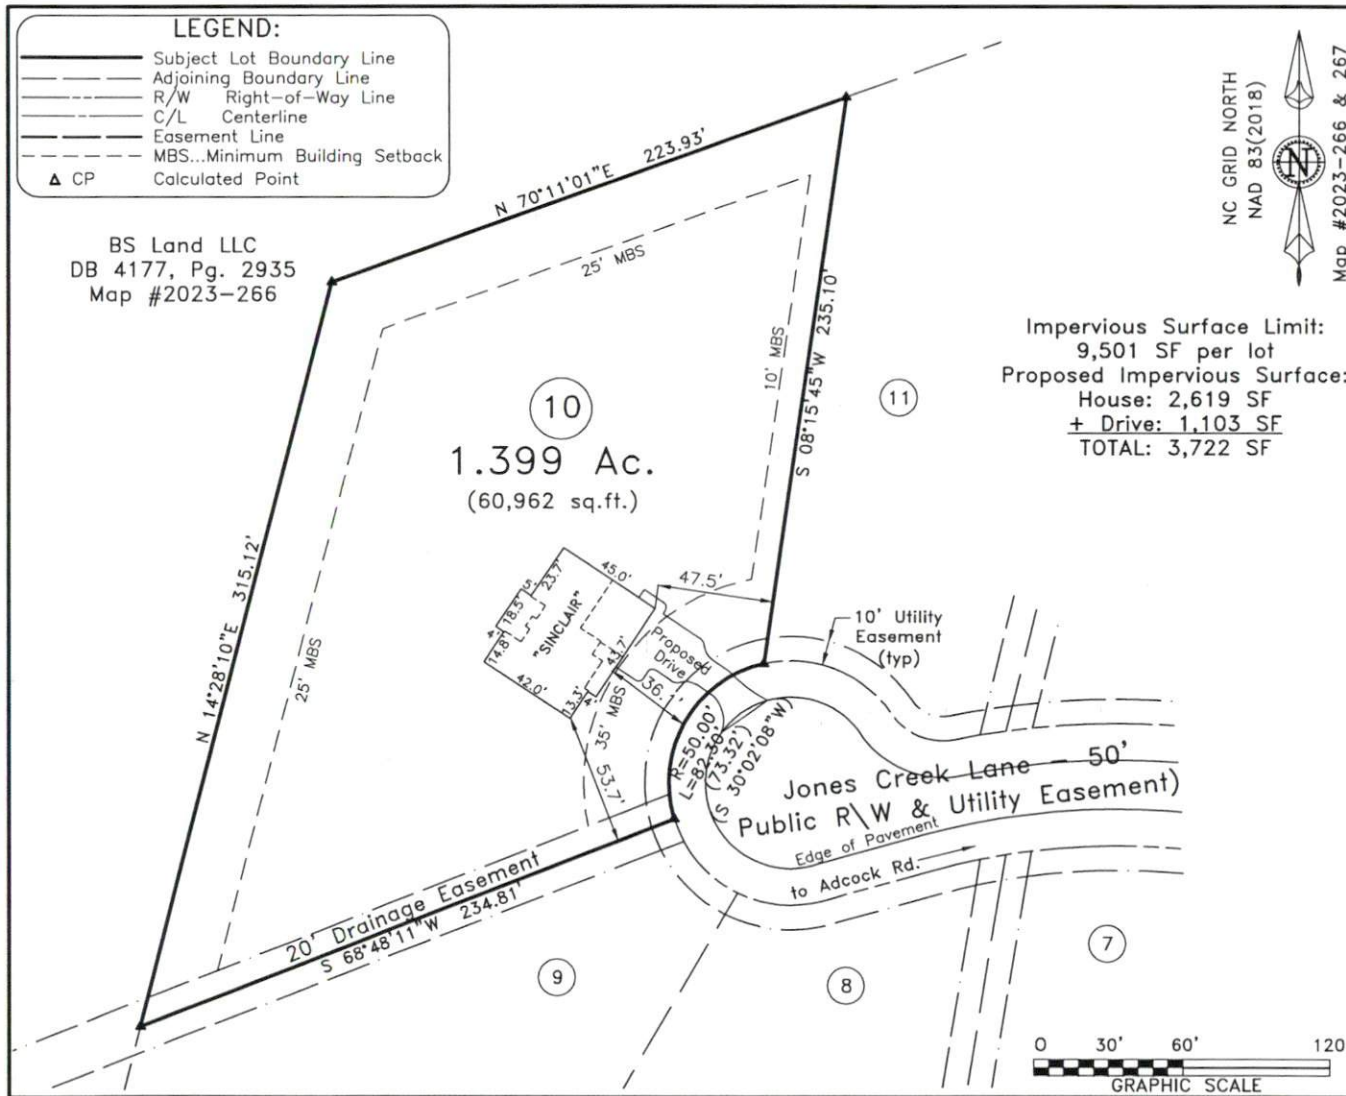 LEGEND:
Subject Lot Boundary Line
Adjoining Boundary Line
R/W Right-of-Way Line
C/L Centerline
Easement Line
MBS...Minimum Building Setback
CP Calculated Point
BS Land LLC
DB 4177, Pg. 2935
Map #2023-266
N 70°11'01"E 223.93'
25' MBS
NC GRID NORTH
NAD 83(2018)
N
Map #2023-266 & 267
Impervious Surface Limit:
9,501 SF per lot
Proposed Impervious Surface:
House: 2,619 SF
+ Drive: 1,103 SF
TOTAL: 3,722 SF
S 08°15'45"W 235.10'
10' MBS
10
1.399 Ac.
(60,962 sq.ft.)
11
N 14°28'10"E 315.12'
25' MBS
45.0'
23.7'
5'
18.5'
4'
14.8'
"SINCLAIR"
42.0'
13.3'
4'
43.7'
47.5'
Proposed
Drive
36.1'
35' MBS
53.7'
10' Utility
Easement
(typ)
R=50.00'
L=82.30'
(73.32')
(S 30°02'08"W)
Jones Creek Lane - 50'
Public R\W & Utility Easement)
Edge of Pavement
to Adcock Rd.
20' Drainage Easement
S 68°48'11"W 234.81'
9
8
7
0 30' 60' 120
GRAPHIC SCALE